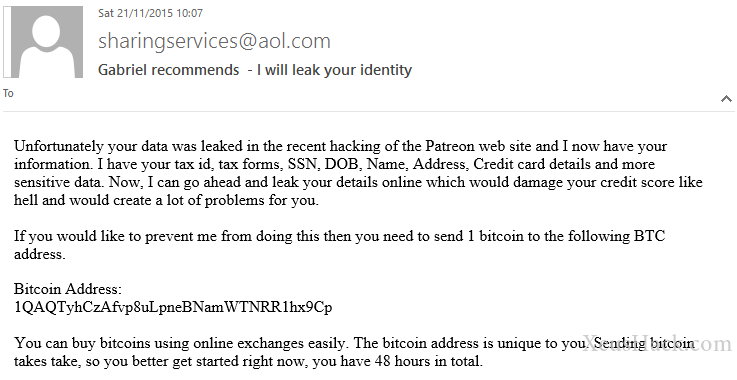 Sat 21/11/2015 10:07
sharingservices@aol.com
Gabriel recommends - I will leak your identity
To
Unfortunately your data was leaked in the recent hacking of the Patreon web site and I now have your
information. I have your tax id, tax forms, SSN, DOB, Name, Address, Credit card details and more
sensitive data. Now, I can go ahead and leak your details online which would damage your credit score like
hell and would create a lot of problems for you.
If you would like to prevent me from doing this then you need to send 1 bitcoin to the following BTC
address.
Bitcoin Address:
1QAQTyhCzAfvp8uLpneBNamWTNRR1hx9Cp
You can buy bitcoins using online exchanges easily. The bitcoin address is unique to you. Sending bitcoin
takes take, so you better get started right now, you have 48 hours in total.